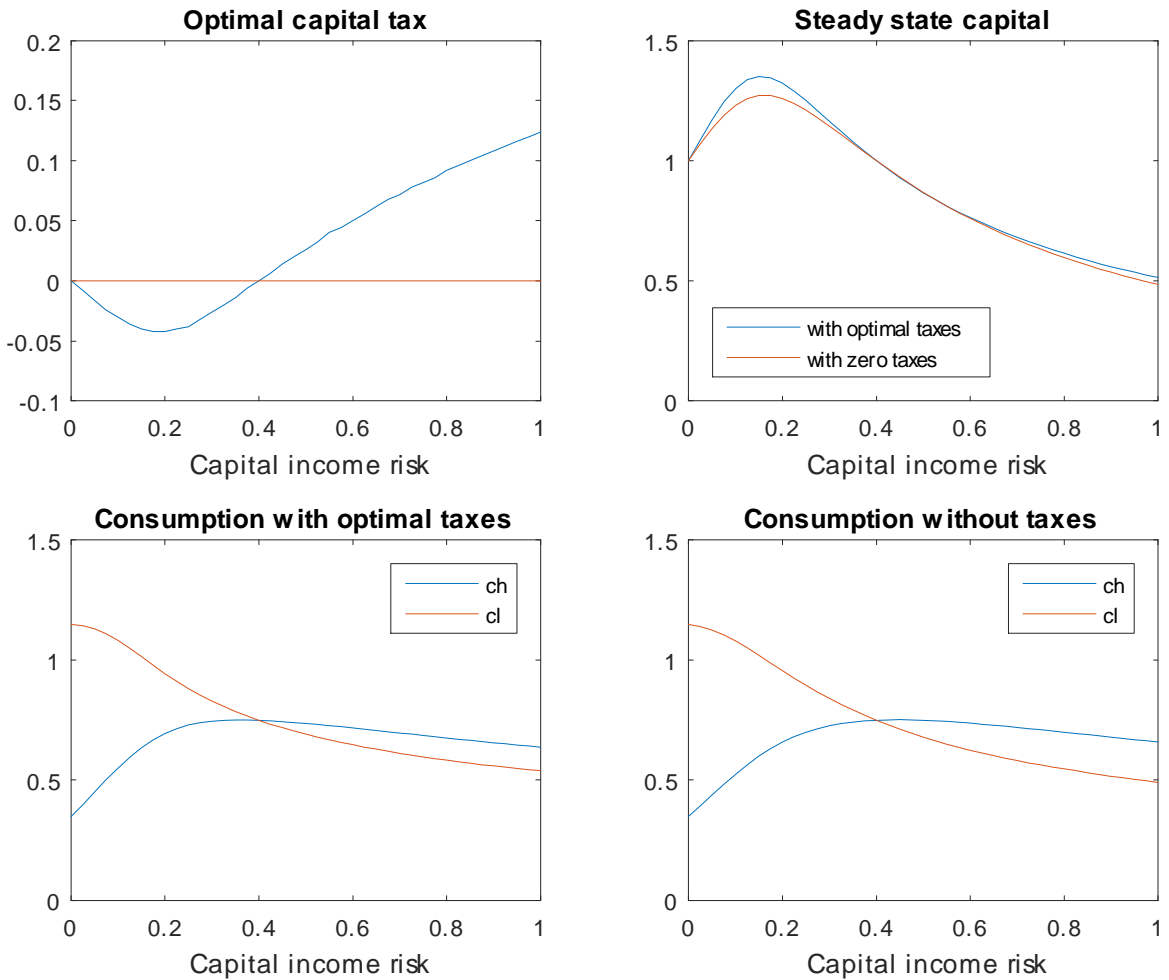 Optimal capital tax
0.2
0.15
0.1
0.05
0
-0.05
-0.1
0 0.2 0.4 0.6 0.8 1
Capital income risk
Steady state capital
1.5
1
0.5
0
with optimal taxes
with zero taxes
0 0.2 0.4 0.6 0.8 1
Capital income risk
Consumption with optimal taxes
1.5
1
0.5
0
ch
cl
0 0.2 0.4 0.6 0.8 1
Capital income risk
Consumption without taxes
1.5
1
0.5
0
ch
cl
0 0.2 0.4 0.6 0.8 1
Capital income risk